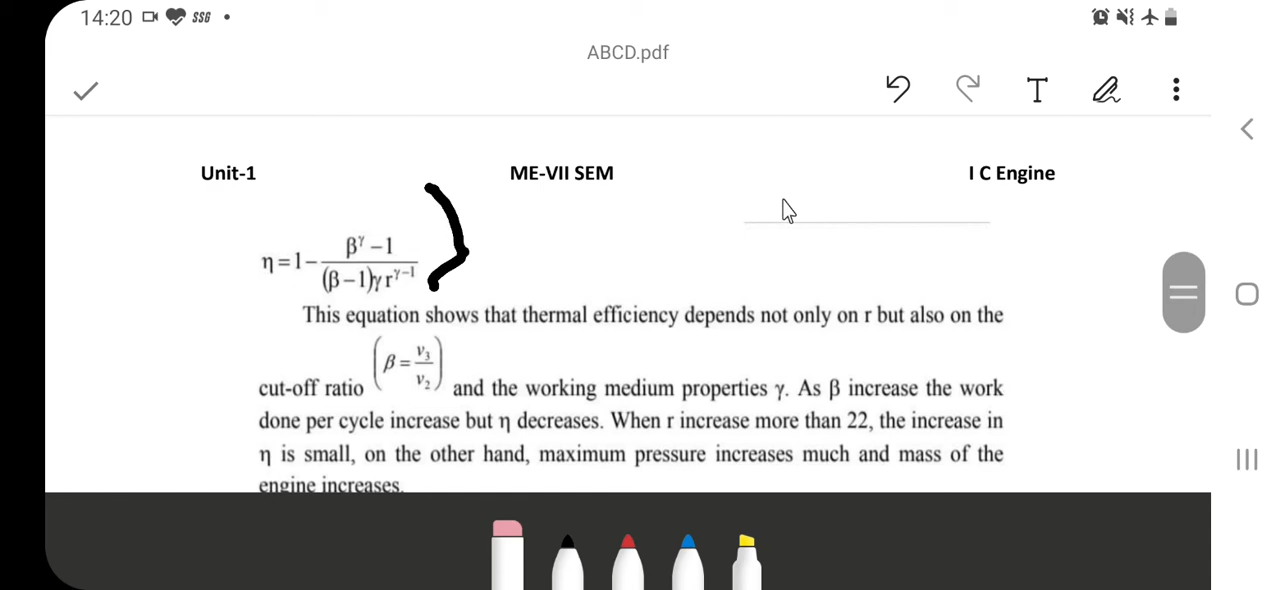 14:20 SSG
ABCD.pdf
T
Unit-1 ME-VII SEM I C Engine
η=1− (β^γ −1)/((β−1)γ r^(γ−1))
This equation shows that thermal efficiency depends not only on r but also on the
cut-off ratio (β = v₃/v₂) and the working medium properties γ. As β increase the work
done per cycle increase but η decreases. When r increase more than 22, the increase in
η is small, on the other hand, maximum pressure increases much and mass of the
engine increases.